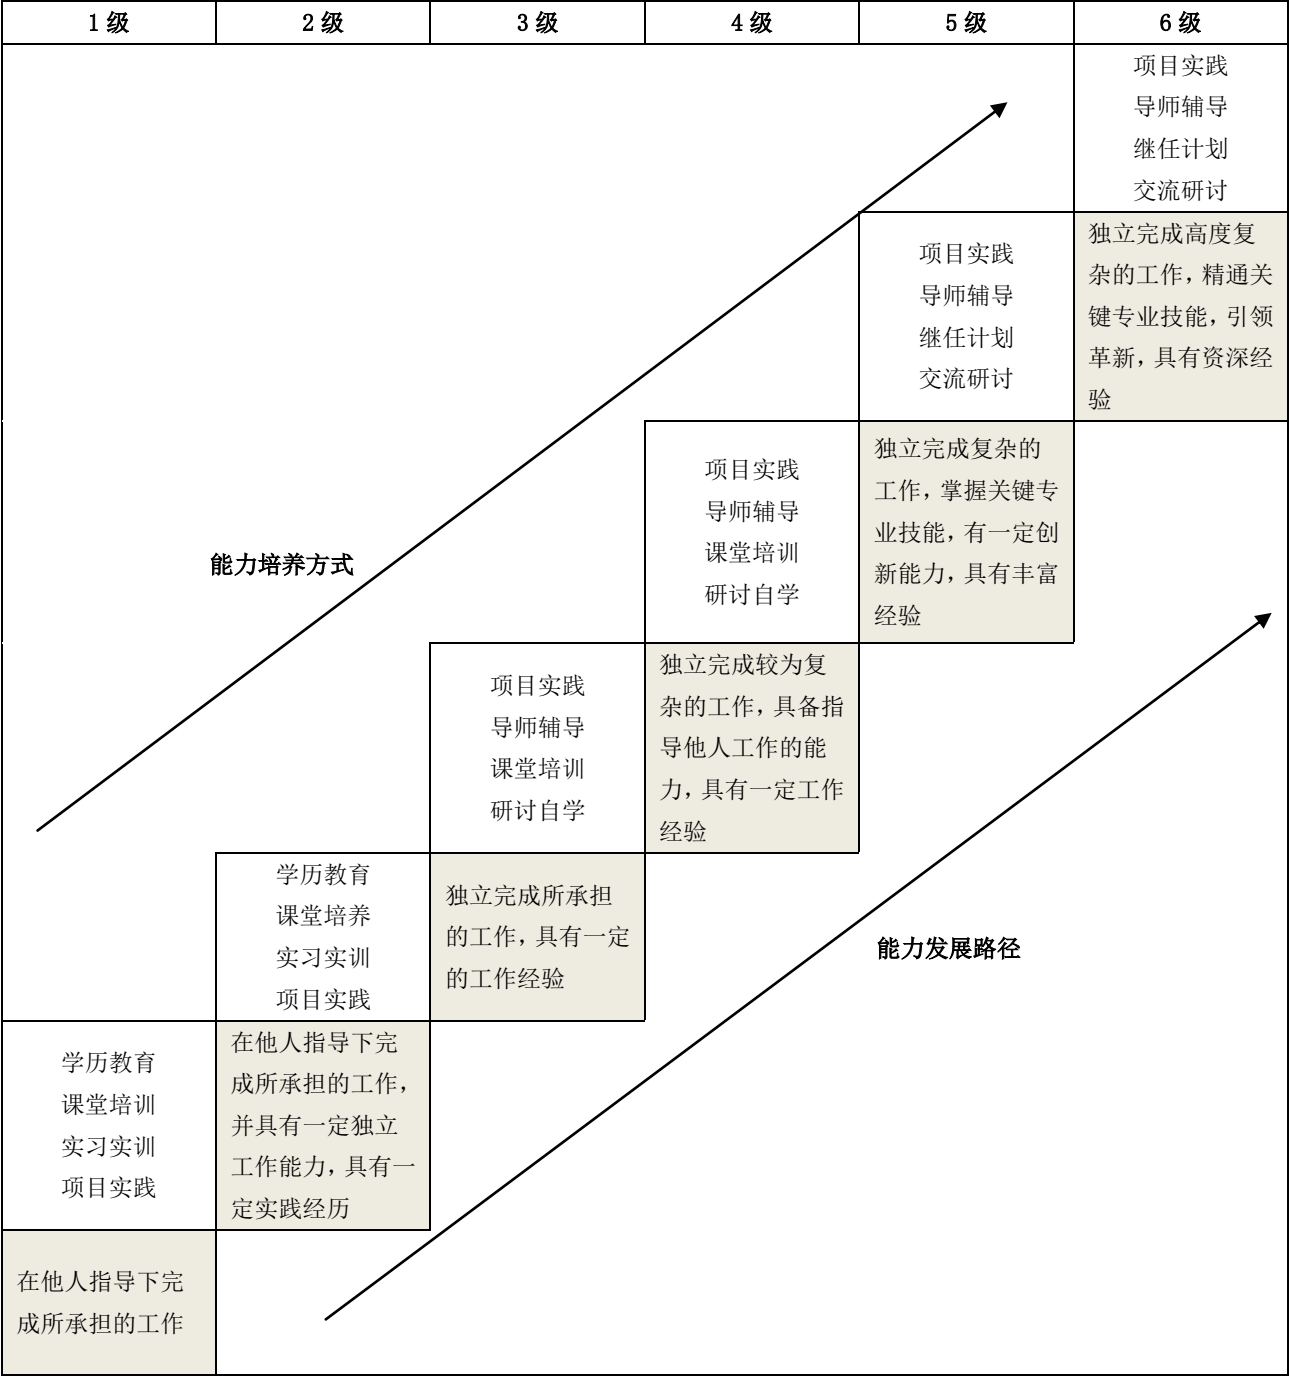 1 级
2 级
3 级
4 级
5 级
6 级
项目实践
导师辅导
继任计划
交流研讨
项目实践
导师辅导
继任计划
交流研讨
独立完成高度复
杂的工作，精通关
键专业技能，引领
革新，具有资深经
验
项目实践
导师辅导
课堂培训
研讨自学
独立完成复杂的
工作，掌握关键专
业技能，有一定创
新能力，具有丰富
经验
能力培养方式
项目实践
导师辅导
课堂培训
研讨自学
独立完成较为复
杂的工作，具备指
导他人工作的能
力，具有一定工作
经验
学历教育
课堂培养
实习实训
项目实践
独立完成所承担
的工作，具有一定
的工作经验
能力发展路径
学历教育
课堂培训
实习实训
项目实践
在他人指导下完
成所承担的工作，
并具有一定独立
工作能力，具有一
定实践经历
在他人指导下完
成所承担的工作